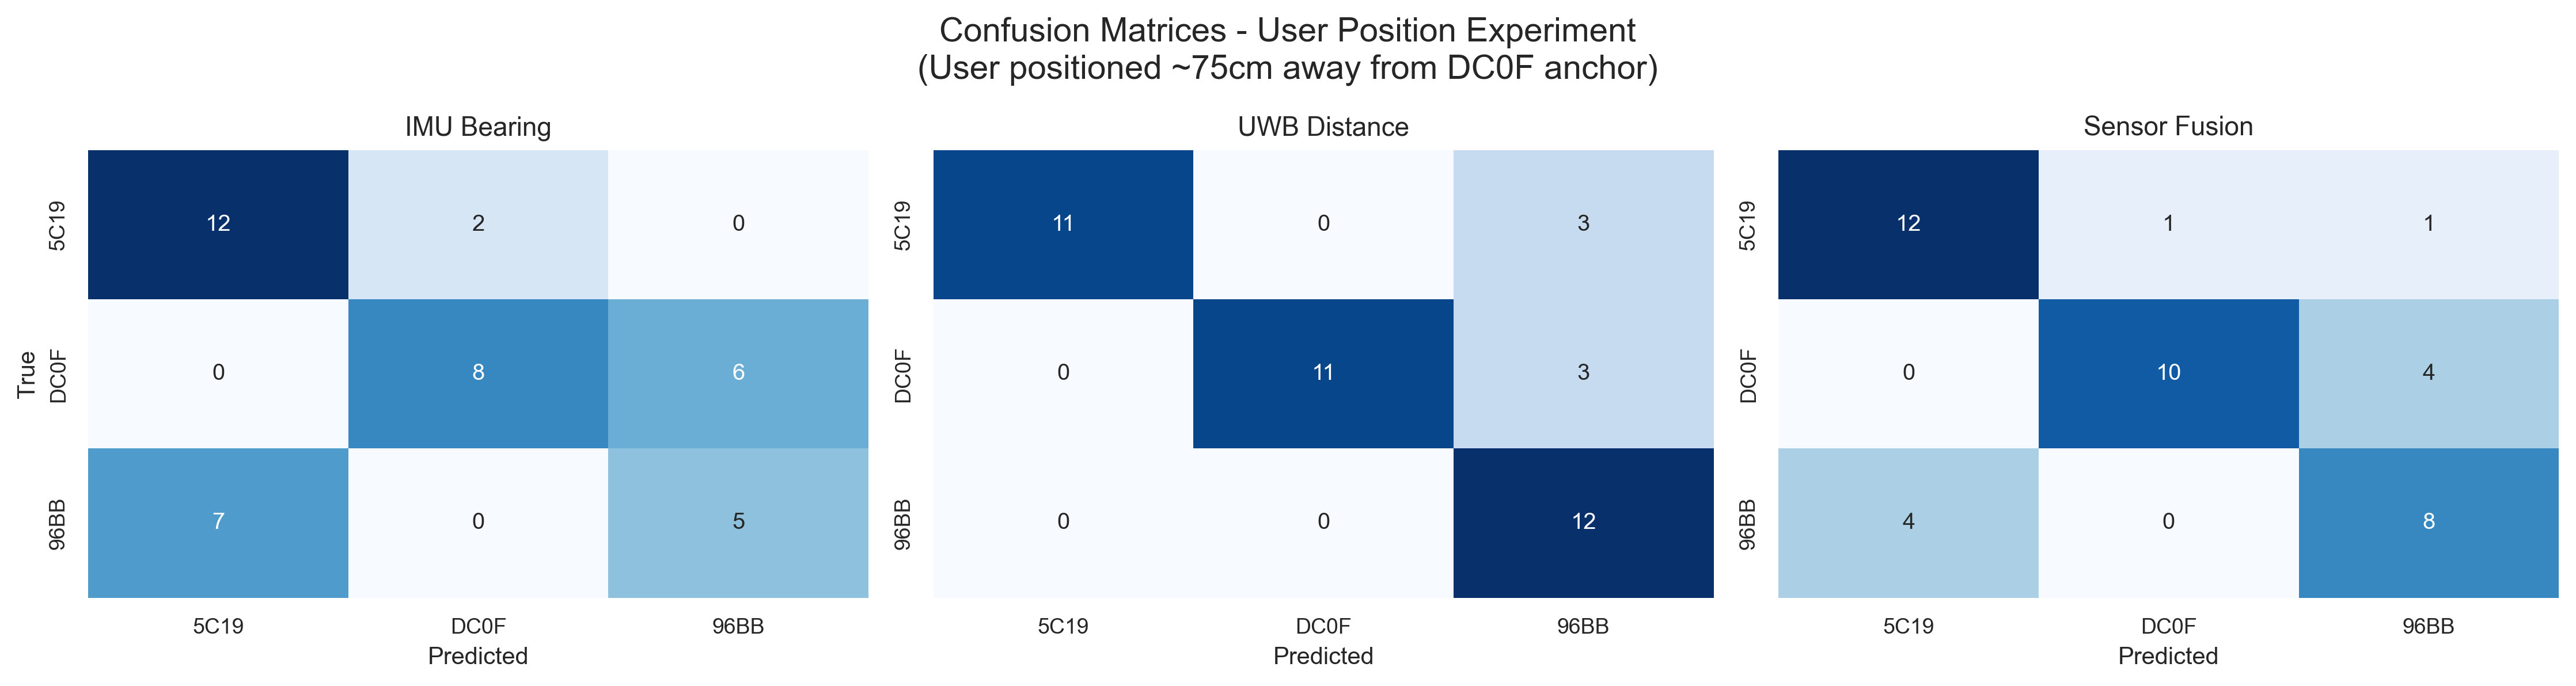 Confusion Matrices - User Position Experiment
(User positioned ~75cm away from DC0F anchor)
IMU Bearing
True
5C19
12
2
0
DC0F
0
8
6
96BB
7
0
5
5C19
DC0F
96BB
Predicted
UWB Distance
5C19
11
0
3
DC0F
0
11
3
96BB
0
0
12
5C19
DC0F
96BB
Predicted
Sensor Fusion
5C19
12
1
1
DC0F
0
10
4
96BB
4
0
8
5C19
DC0F
96BB
Predicted